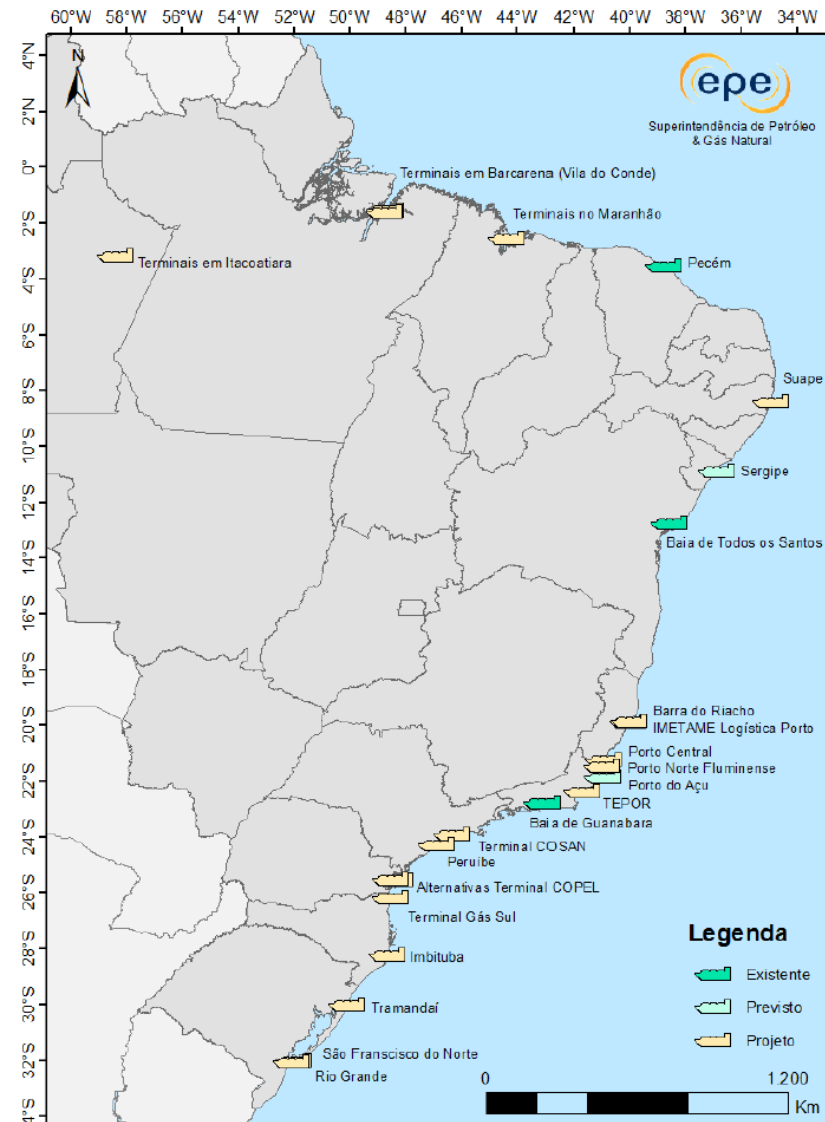 60°W 58°W 56°W 54°W 52°W 50°W 48°W 46°W 44°W 42°W 40°W 38°W 36°W 34°W
4°N
2°N
0°
2°S
4°S
6°S
8°S
10°S
12°S
14°S
16°S
18°S
20°S
22°S
24°S
26°S
28°S
30°S
32°S
4°S
N
epe
Superintendência de Petróleo
& Gás Natural
Terminais em Barcarena (Vila do Conde)
Terminais no Maranhão
Terminais em Itacoatiara
Pecém
Suape
Sergipe
Baia de Todos os Santos
Barra do Riacho
IMETAME Logística Porto
Porto Central
Porto Norte Fluminense
Porto do Açu
TEPOR
Baia de Guanabara
Terminal COSAN
Peruibe
Alternativas Terminal COPEL
Terminal Gás Sul
Imbituba
Tramandaí
São Franscisco do Norte
Rio Grande
Legenda
Existente
Previsto
Projeto
0 1.200
Km